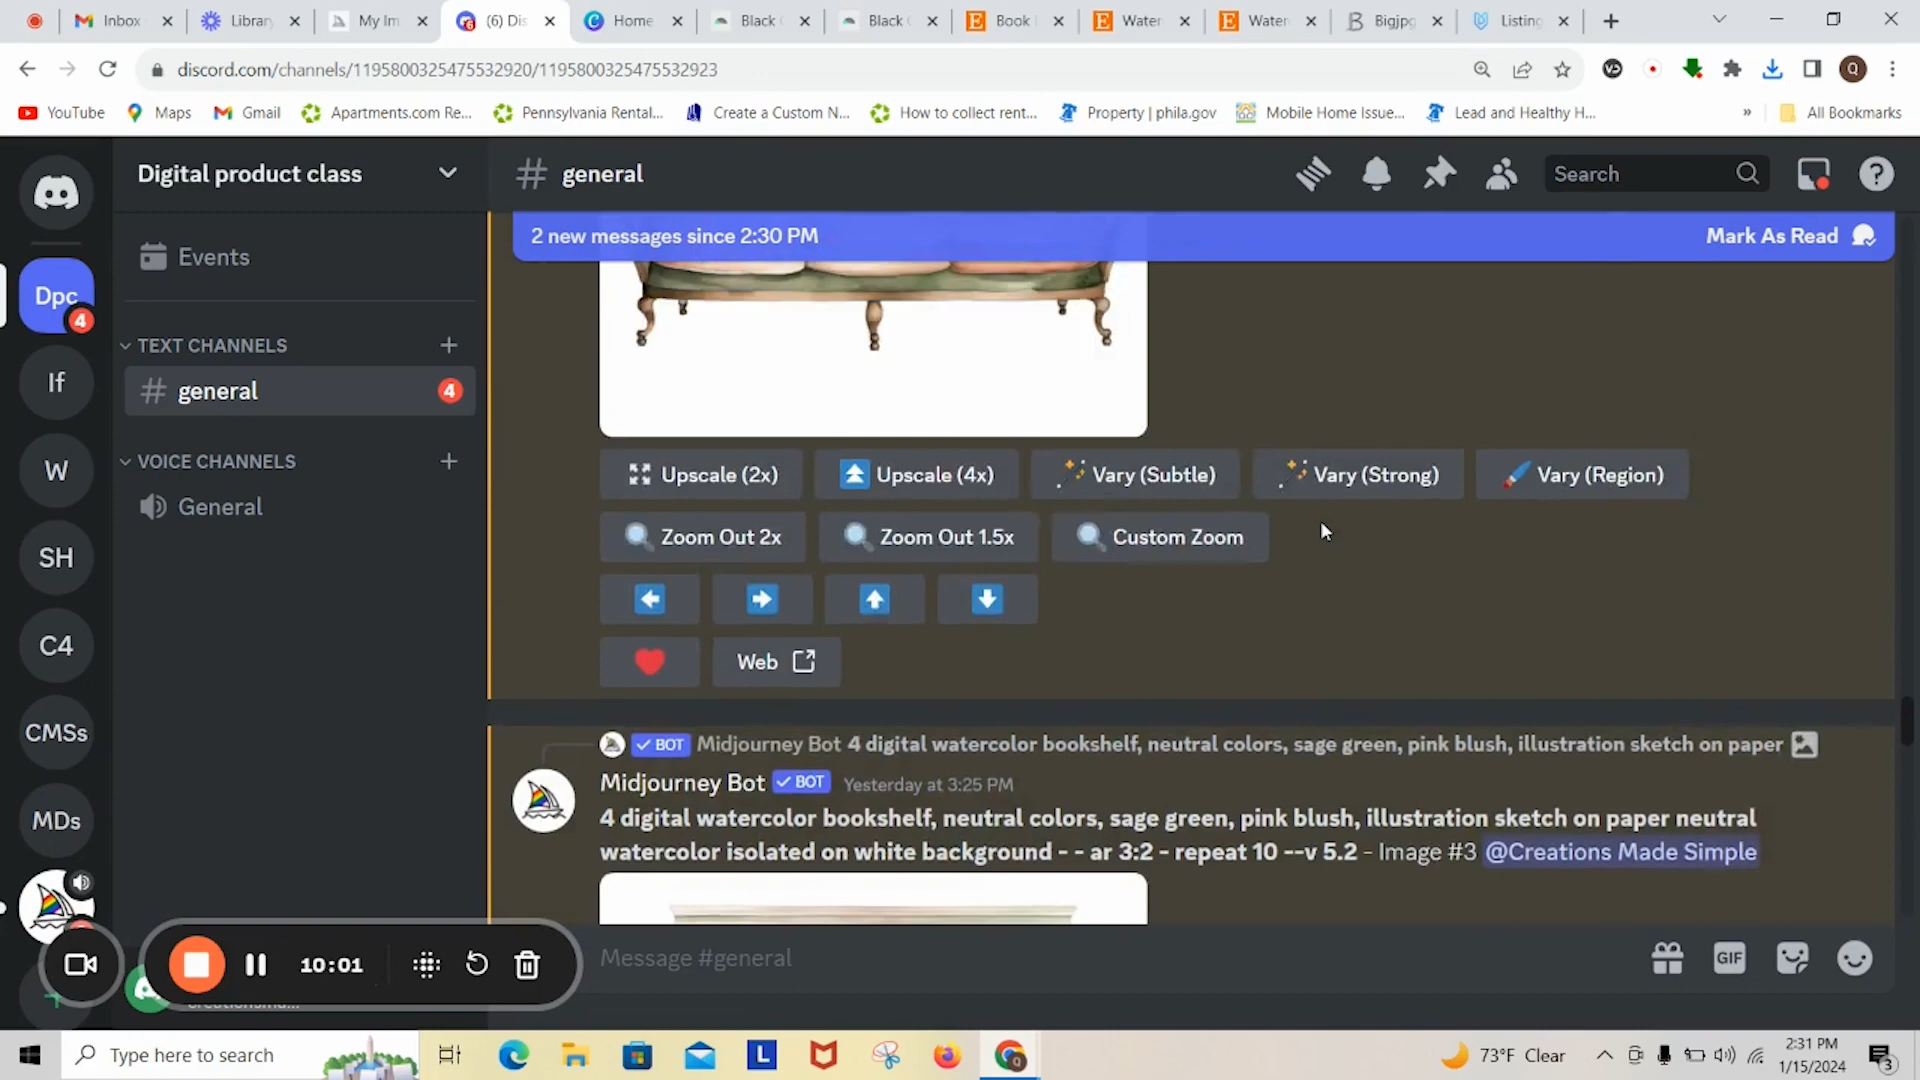 Inbox
Library
My Im
(6) Dis
Home
Black
Black
Book
Water
Water
Bigjpg
Listing
discord.com/channels/1195800325475532920/1195800325475532923
Q
YouTube
Maps
Gmail
Apartments.com Re...
Pennsylvania Rental...
Create a Custom N...
How to collect rent...
Property | phila.gov
Mobile Home Issue...
Lead and Healthy H...
»
All Bookmarks
Digital product class
general
Search
2 new messages since 2:30 PM
Mark As Read
Events
Dpc
4
TEXT CHANNELS
general
4
If
VOICE CHANNELS
General
W
SH
C4
CMSs
MDs
Upscale (2x)
Upscale (4x)
Vary (Subtle)
Vary (Strong)
Vary (Region)
Zoom Out 2x
Zoom Out 1.5x
Custom Zoom
Web
BOT Midjourney Bot 4 digital watercolor bookshelf, neutral colors, sage green, pink blush, illustration sketch on paper
Midjourney Bot BOT Yesterday at 3:25 PM
4 digital watercolor bookshelf, neutral colors, sage green, pink blush, illustration sketch on paper neutral
watercolor isolated on white background - - ar 3:2 - repeat 10 --v 5.2 - Image #3 @Creations Made Simple
10:01
Message #general
GIF
Type here to search
L
73°F Clear
2:31 PM
1/15/2024
3